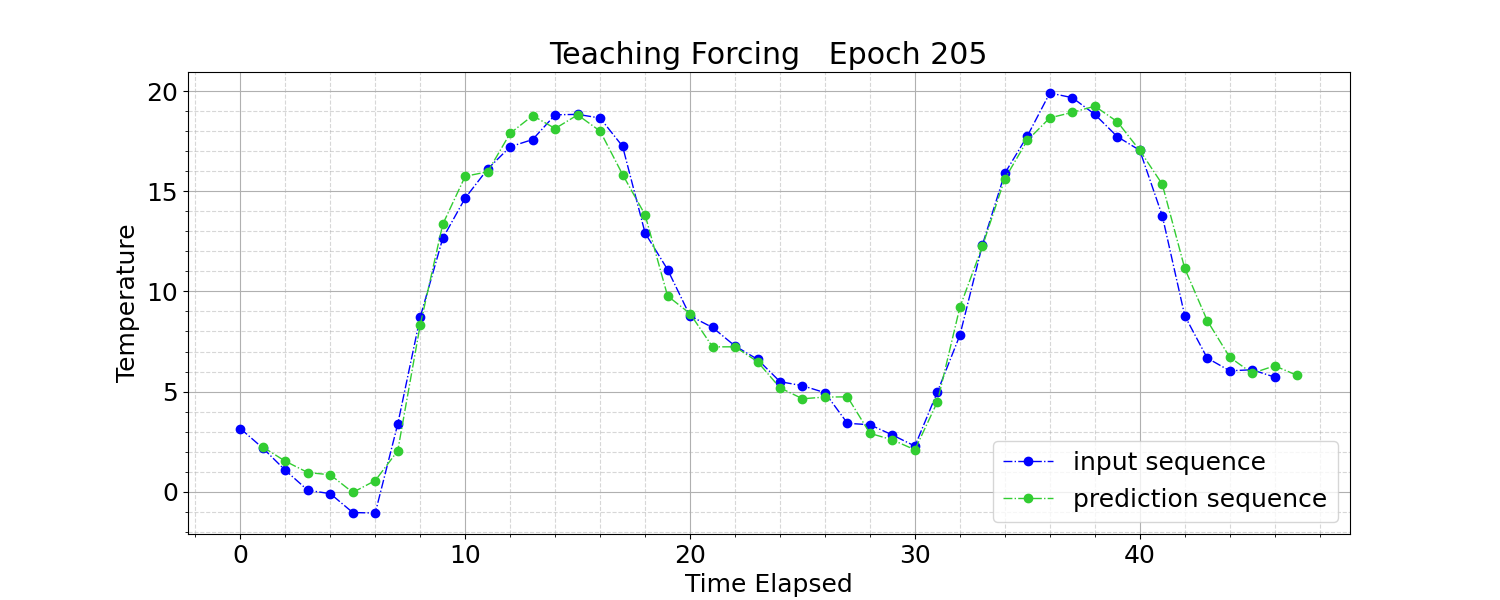 Teaching Forcing   Epoch 205
20
15
10
5
0
Temperature
0 10 20 30 40
Time Elapsed
input sequence
prediction sequence